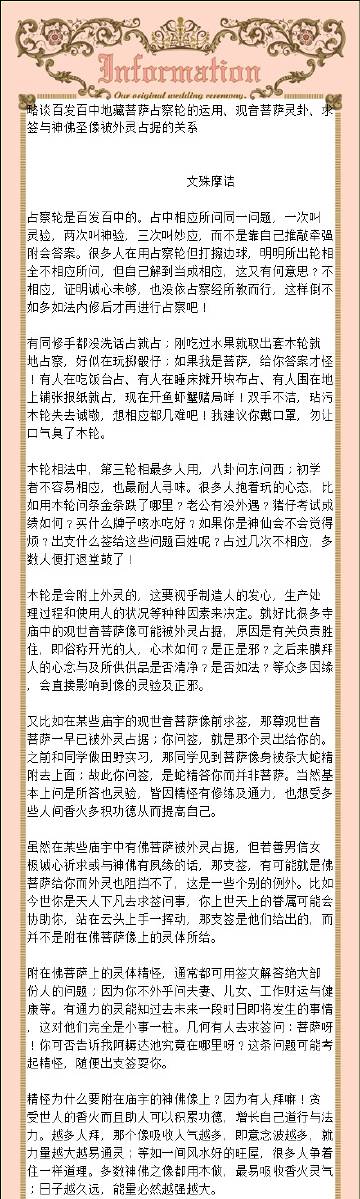 Information
Our original wedding ceremony.
略谈百发百中地藏菩萨占察轮的运用、观音菩萨灵卦、求
签与神佛圣像被外灵占据的关系
文殊摩诘
占察轮是百发百中的。占中相应所问同一问题，一次叫
灵验，两次叫神验，三次叫妙应，而不是靠自己推敲牵强
附会答案。很多人在用占察轮但打擦边球，明明所出轮相
全不相应所问，但自己解到当成相应，这又有何意思？不
相应，证明诚心未够，也没依占察经所教而行，这样倒不
如多如法内修后才再进行占察吧！
有同修手都没洗话占就占；刚吃过水果就取出套木轮就
地占察，好似在玩掷骰仔；如果我是菩萨，给你答案才怪
！有人在吃饭台占、有人在睡床摊开块布占、有人围在地
上铺张报纸就占，现在开鱼虾蟹赌局咩！双手不洁，玷污
木轮失去诚敬，想相应都几难吧！我建议你戴口罩，勿让
口气臭了木轮。
木轮相法中，第三轮相最多人用，八卦问东问西；初学
者不容易相应，也最耐人寻味。很多人抱着玩的心态，比
如用木轮问条金条跌了哪里？老公有没外遇？猪仔考试成
绩如何？买什么牌子咳水吃好？如果你是神仙会不会觉得
烦？出支什么签给这些问题百姓呢？占过几次不相应，多
数人便打退堂鼓了！
木轮是会附上外灵的，这要视乎制造人的发心，生产处
理过程和使用人的状况等种种因素来决定。就好比很多寺
庙中的观世音菩萨像可能被外灵占据，原因是有关负责胜
住，即俗称开光的人，心术如何？是正是邪？之后来膜拜
人的心念与及所供供品是否清净？是否如法？等众多因缘
，会直接影响到像的灵验及正邪。
又比如在某些庙宇的观世音菩萨像前求签，那尊观世音
菩萨一早已被外灵占据；你问签，就是那个灵出给你的。
之前和同学做田野实习，那同学见到菩萨像身被条大蛇精
附去上面；故此你问签，是蛇精答你而并非菩萨。当然基
本上问是所答也灵验，皆因精怪有修练及通力，也想受多
些人间香火多积功德从而提高自己。
虽然在某些庙宇中有佛菩萨被外灵占据，但若善男信女
极诚心祈求或与神佛有夙缘的话，那支签，有可能就是佛
菩萨给你而外灵也阻挡不了，这是一些个别的例外。比如
今世你是天人下凡去求签问事，你上世天上的眷属可能会
协助你，站在云头上手一挥动，那支签是他们给出的，而
并不是附在佛菩萨像上的灵体所给。
附在佛菩萨上的灵体精怪，通常都可用签文解答绝大部
份人的问题；因为你不外乎问夫妻、儿女、工作财运与健
康等。有通力的灵能知过去未来一段时日即将发生的事情
，这对他们完全是小事一桩。几何有人去求签问：菩萨呀
！你可否告诉我阿赖达池究竟在哪里呀？这条问题可能考
起精怪，随便出支签耍你。
精怪为什么要附在庙宇的神佛像上？因为有人拜嘛！贪
受世人的香火而且助人可以积累功德，增长自己道行与法
力。越多人拜，那个像吸收人气越多，即意念波越多，就
力量越大越易通灵；等如一间风水好的旺屋，很多人争着
住一祥道理。多数神佛之像都用木做，最易吸收香火灵气
；日子越久远，能量必然越强越大。